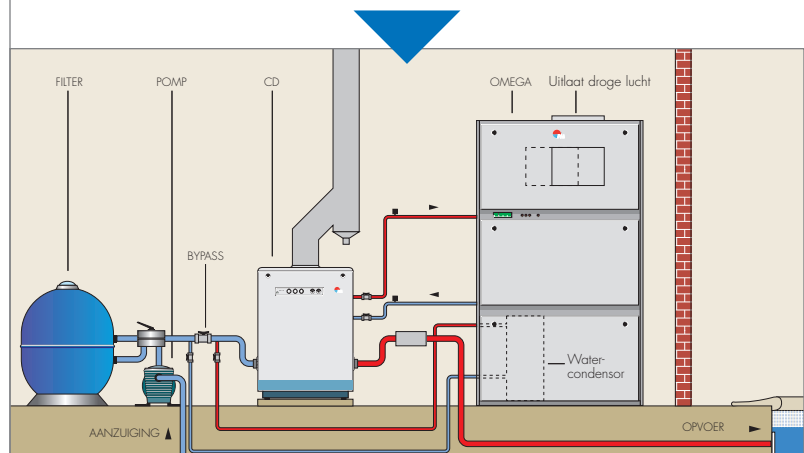 FILTER
POMP
CD
OMEGA
Uitlaat droge lucht
BYPASS
Water-
condensor
AANZUIGING
OPVOER